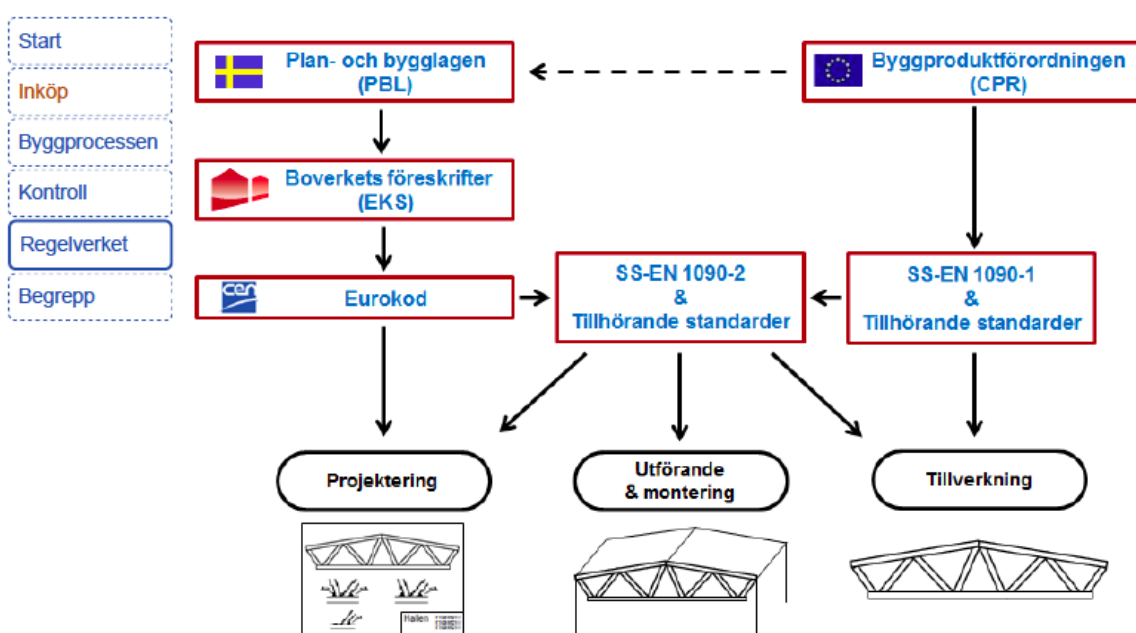 Start
Inköp
Byggprocessen
Kontroll
Regelverket
Begrepp
Plan- och bygglagen
(PBL)
Byggproduktförordningen
(CPR)
Boverkets föreskrifter
(EKS)
cen
Eurokod
SS-EN 1090-2
&
Tillhörande standarder
SS-EN 1090-1
&
Tillhörande standarder
Projektering
Utförande
& montering
Tillverkning
Hallen